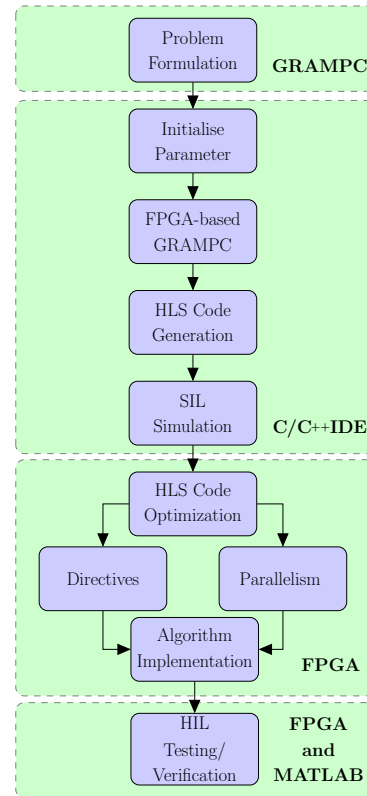 Problem
Formulation
GRAMPC
Initialise
Parameter
FPGA-based
GRAMPC
HLS Code
Generation
SIL
Simulation
C/C++IDE
HLS Code
Optimization
Directives
Parallelism
Algorithm
Implementation
FPGA
HIL
Testing/
Verification
FPGA
and
MATLAB